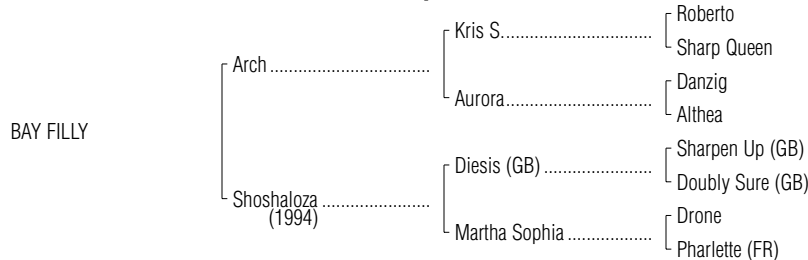 Roberto
Kris S.
Sharp Queen
Arch
Danzig
Aurora
Althea
BAY FILLY
Sharpen Up (GB)
Diesis (GB)
Doubly Sure (GB)
Shoshaloza
(1994)
Drone
Martha Sophia
Pharlette (FR)